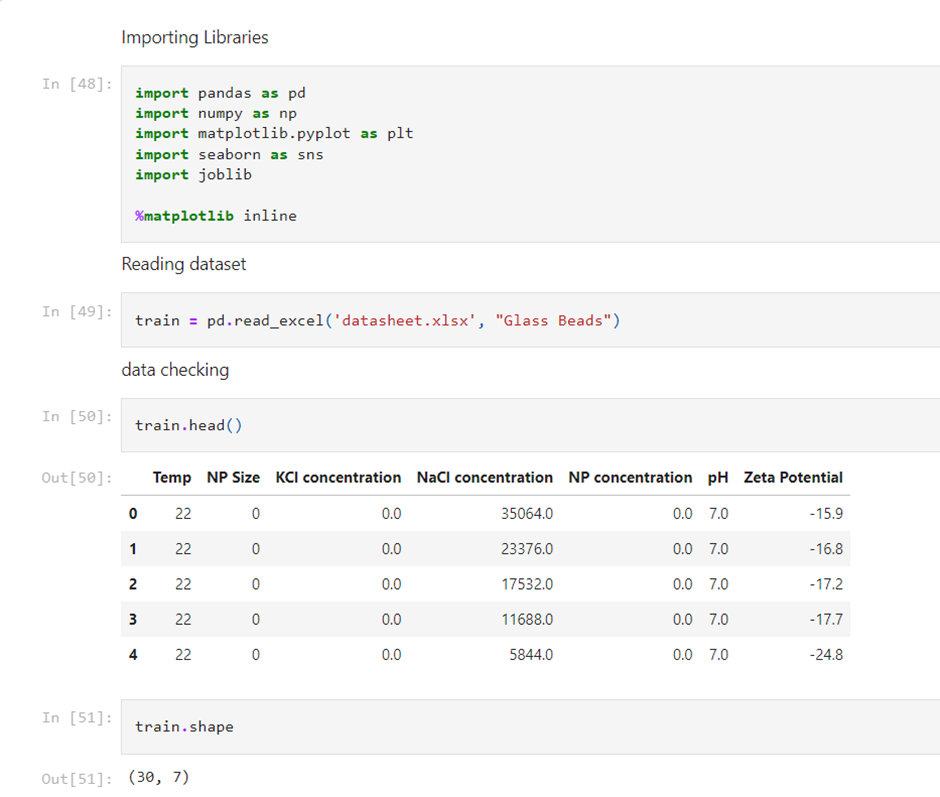 Importing Libraries
In [48]:
import pandas as pd
import numpy as np
import matplotlib.pyplot as plt
import seaborn as sns
import joblib
%matplotlib inline
Reading dataset
In [49]:
train = pd.read_excel('datasheet.xlsx', "Glass Beads")
data checking
In [50]:
train.head()
Out[50]:
Temp NP Size KCl concentration NaCl concentration NP concentration pH Zeta Potential
0 22 0 0.0 35064.0 0.0 7.0 -15.9
1 22 0 0.0 23376.0 0.0 7.0 -16.8
2 22 0 0.0 17532.0 0.0 7.0 -17.2
3 22 0 0.0 11688.0 0.0 7.0 -17.7
4 22 0 0.0 5844.0 0.0 7.0 -24.8
In [51]:
train.shape
Out[51]: (30, 7)